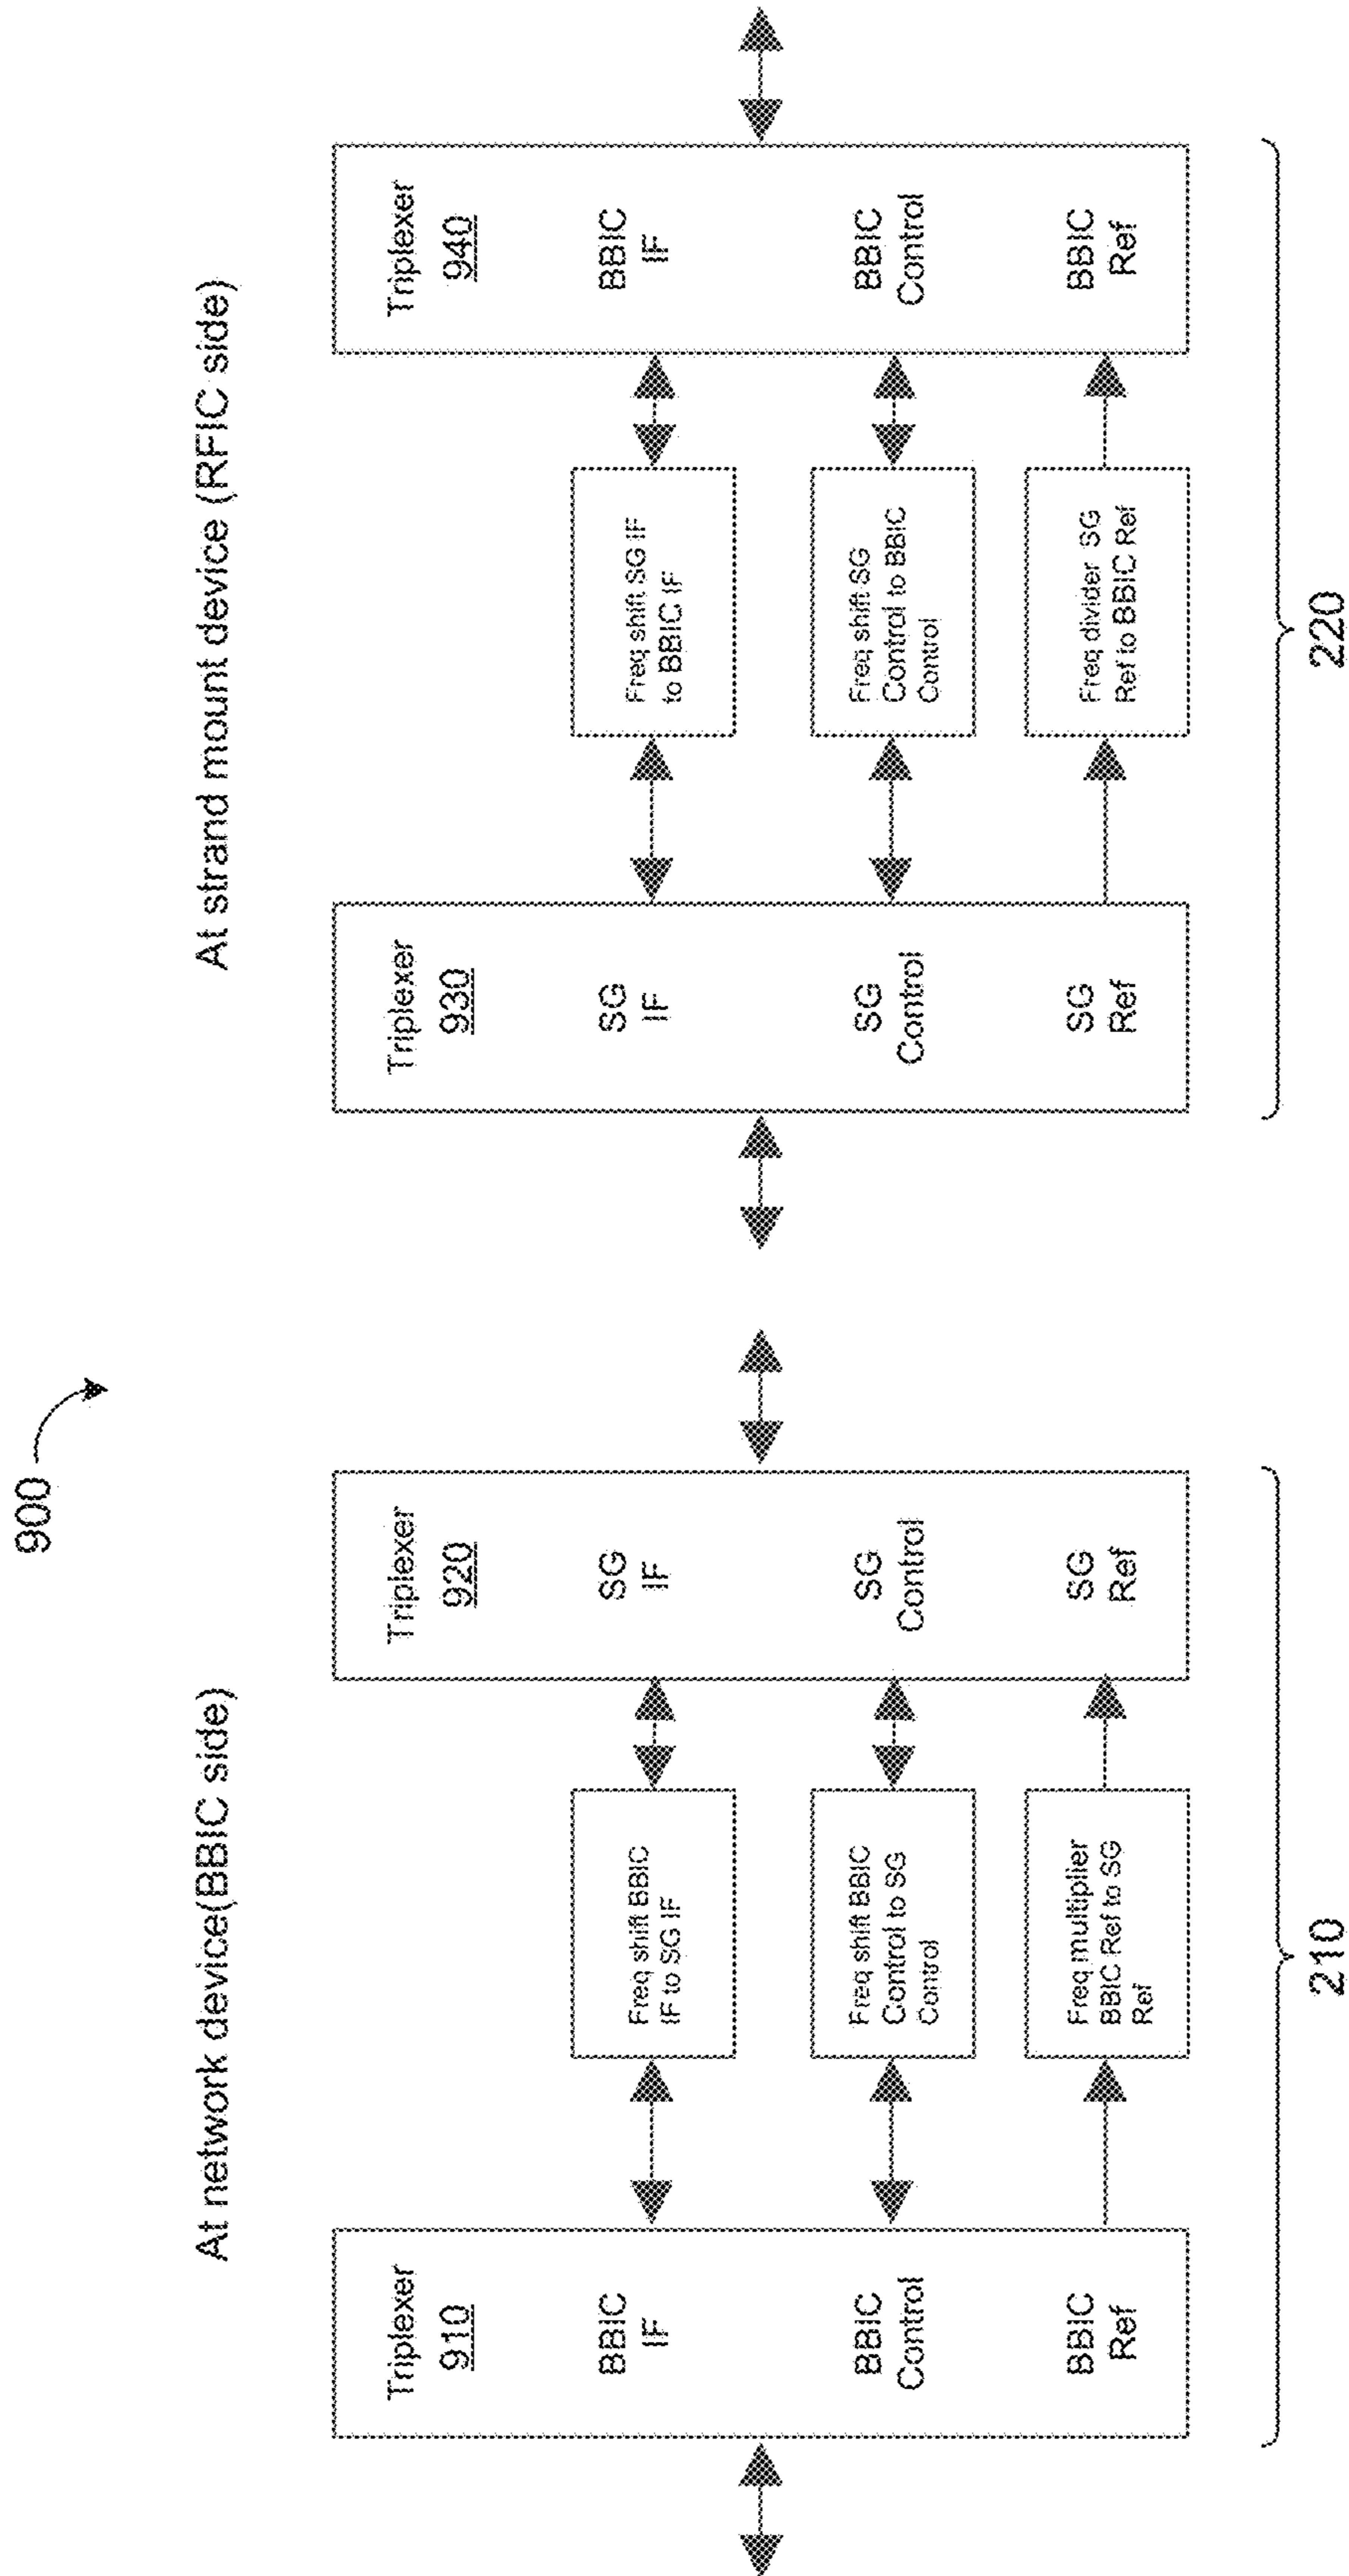 900
At network device(BBIC side)
Triplexer
910
BBIC
IF
BBIC
Control
BBIC
Ref
Freq shift BBIC
IF to SG IF
Freq shift BBIC
Control to SG
Control
Freq multiplier
BBIC Ref to SG
Ref
Triplexer
920
SG
IF
SG
Control
SG
Ref
210
At strand mount device (RFIC side)
Triplexer
930
SG
IF
SG
Control
SG
Ref
Freq shift SG IF
to BBIC IF
Freq shift SG
Control to BBIC
Control
Freq divider SG
Ref to BBIC Ref
Triplexer
940
BBIC
IF
BBIC
Control
BBIC
Ref
220